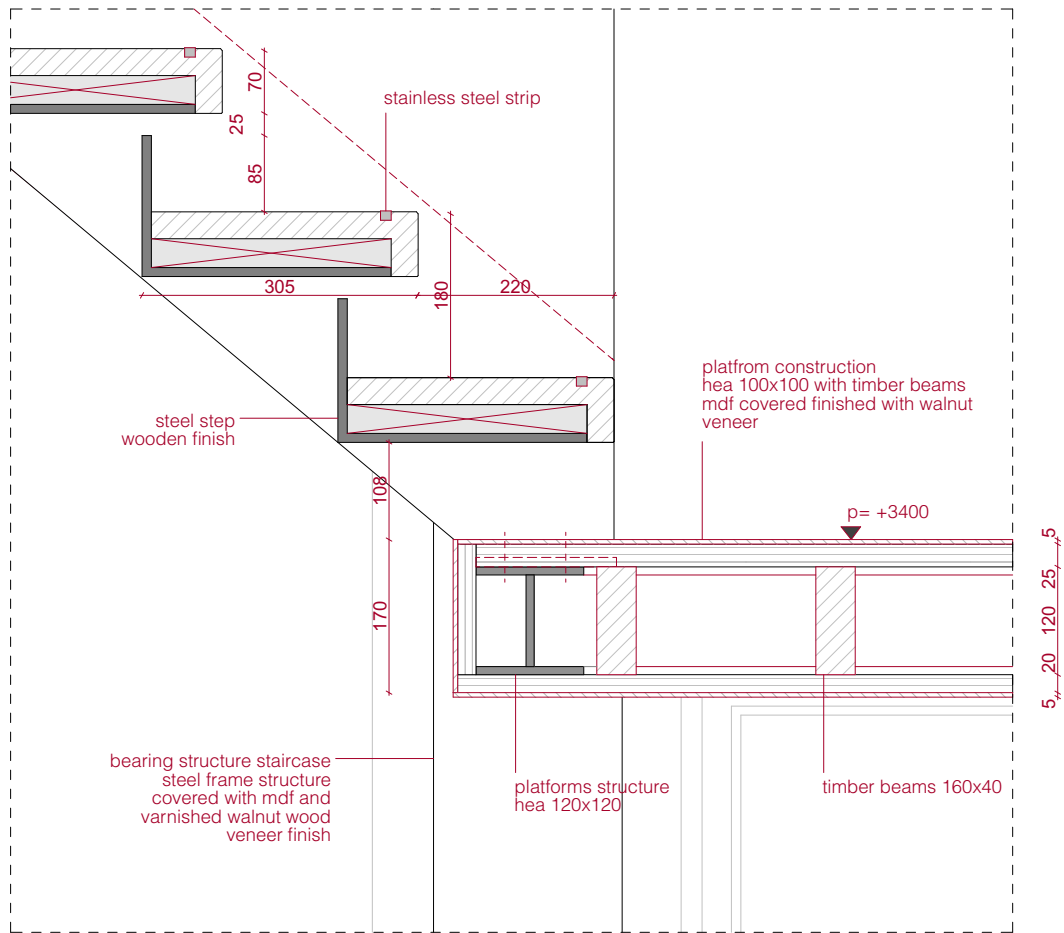 70
25
85
stainless steel strip
305
180
220
platfrom construction
hea 100x100 with timber beams
mdf covered finished with walnut
veneer
steel step
wooden finish
108
p= +3400
170
5
25
120
20
5
bearing structure staircase
steel frame structure
covered with mdf and
varnished walnut wood
veneer finish
platforms structure
hea 120x120
timber beams 160x40